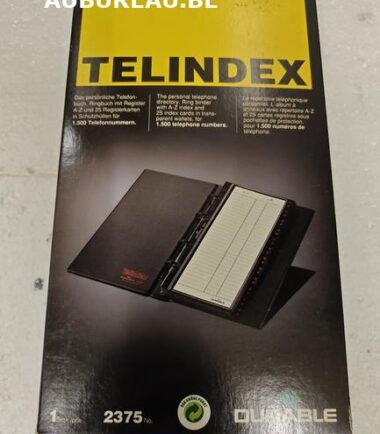 AUBUREAU.BE
TELINDEX
Das persönliche Telefon-
buch. Ringbuch mit Register
A-Z und 25 Registerkarten
in Schutzhüllen für
1.500 Telefonnummern.
The personal telephone
directory. Ring binder
with A-Z index and
25 index cards in trans-
parent wallets, for
1.500 telephone numbers.
Le répertoire téléphonique
personnel. L'album à
anneaux avec répertoire A-Z
et 25 cartes registres sous
pochettes de protection,
pour 1.500 numéros de
téléphone.
1
2375 No.
DURABLE